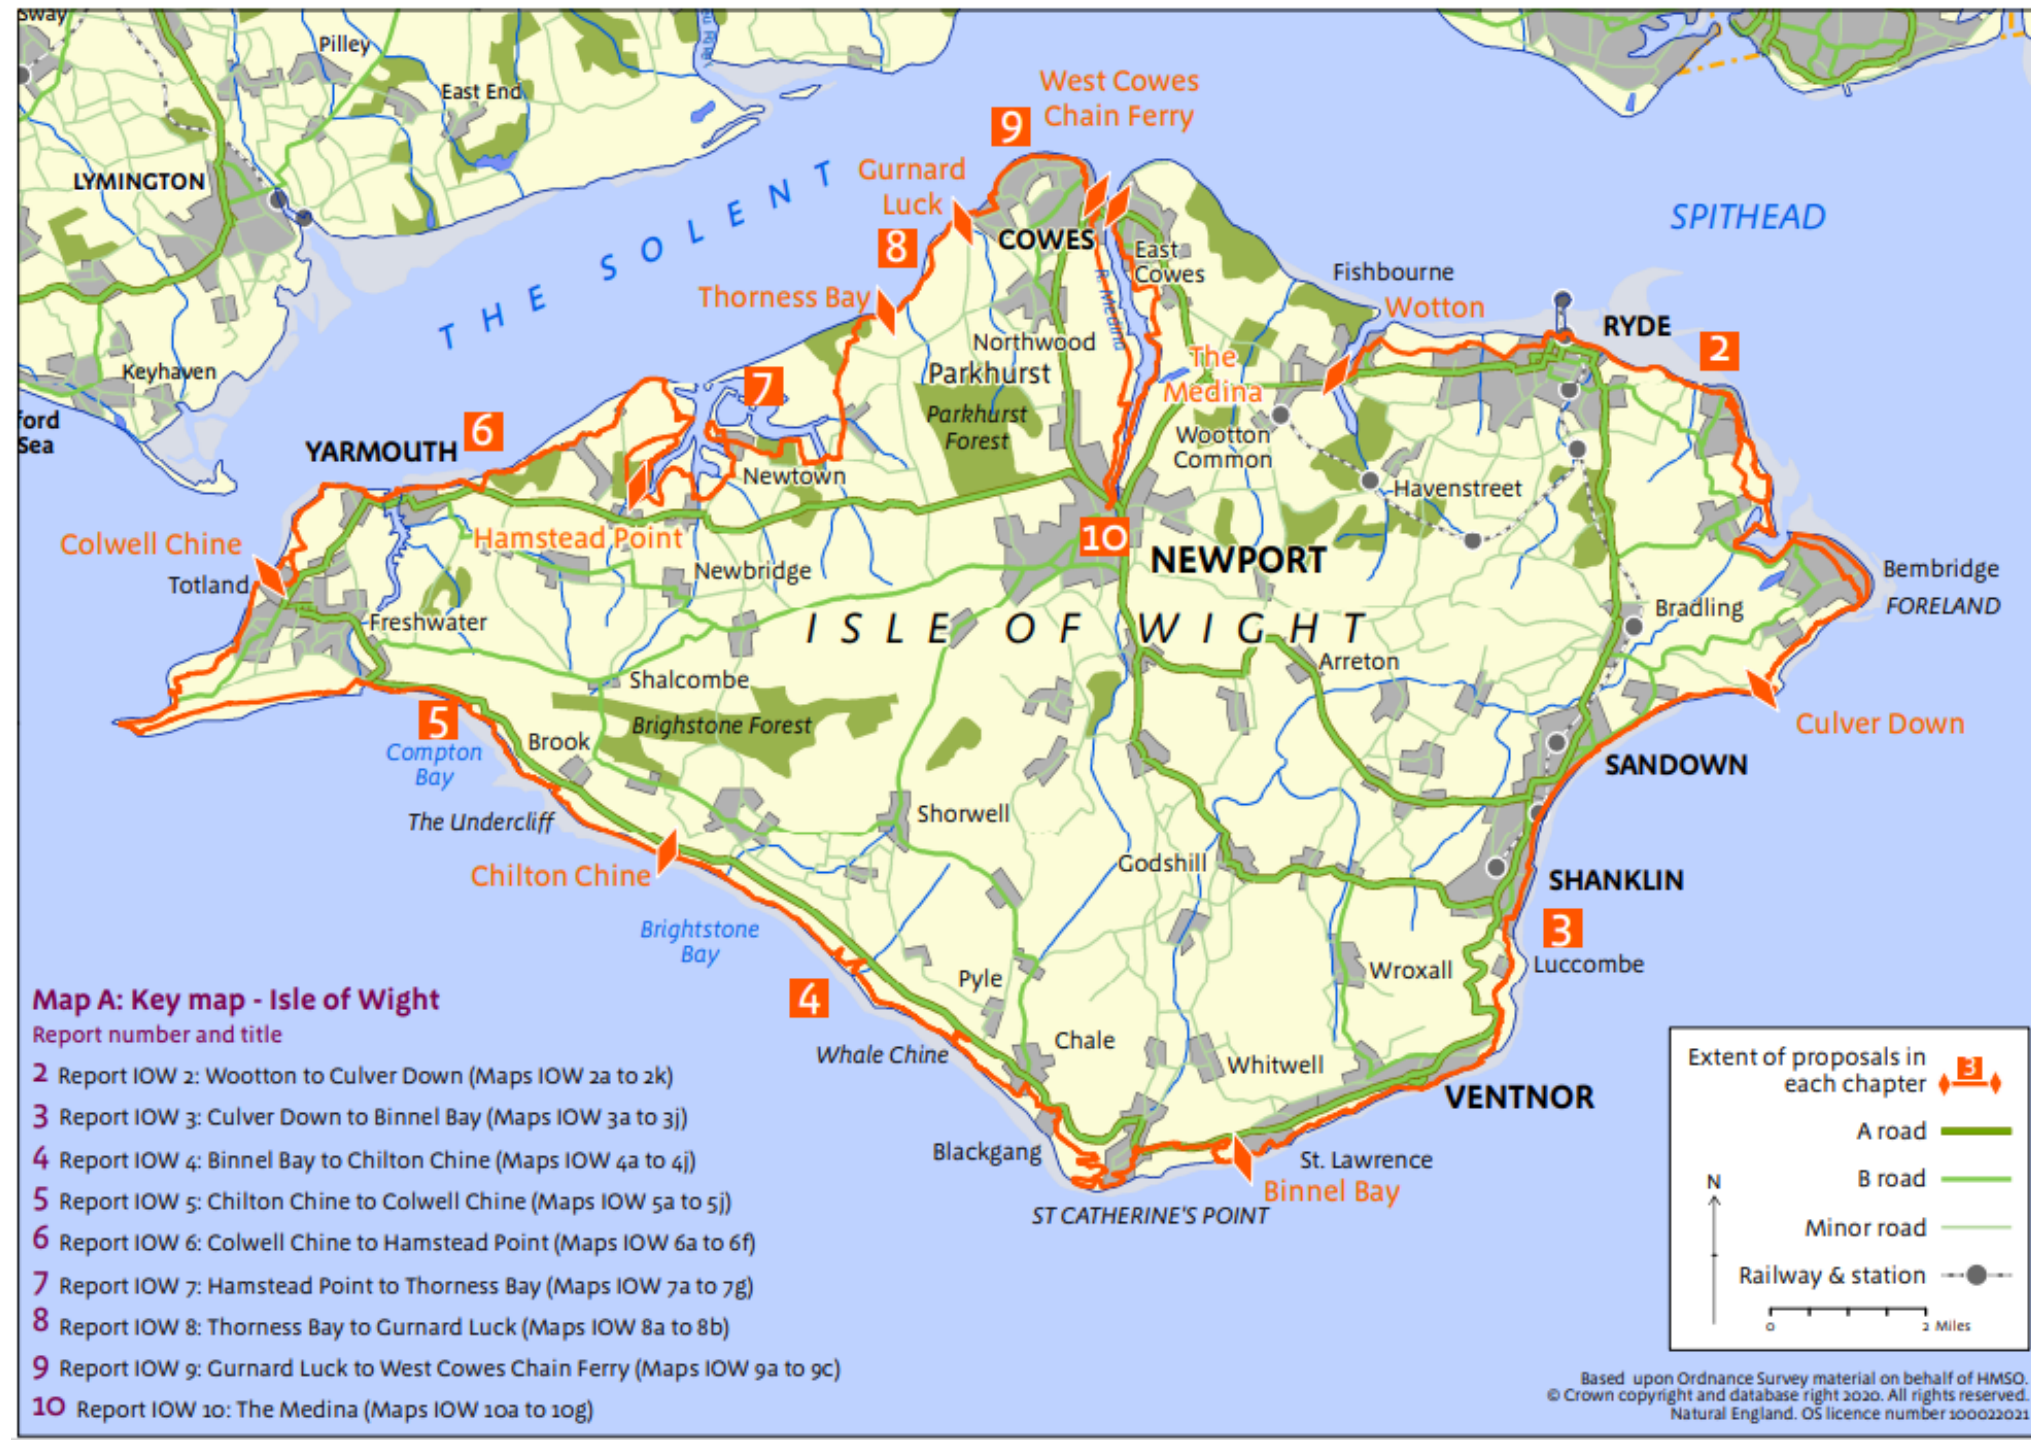 Sway
Pilley
East End
LYMINGTON
Keyhaven
ford
Sea
THE SOLENT
West Cowes
Chain Ferry
9
Gurnard
Luck
8
COWES
East
Cowes
R. Medina
SPITHEAD
Fishbourne
Wotton
RYDE
2
Thorness Bay
Northwood
Parkhurst
The
Medina
7
Parkhurst
Forest
YARMOUTH
6
Wootton
Common
Newtown
Havenstreet
Hamstead Point
10
NEWPORT
Colwell Chine
Totland
Newbridge
Bembridge
FORELAND
Freshwater
ISLE OF WIGHT
Bradling
Arreton
Shalcombe
5
Brighstone Forest
Culver Down
Compton
Bay
Brook
SANDOWN
The Undercliff
Shorwell
Godshill
Chilton Chine
SHANKLIN
3
Brightstone
Bay
Luccombe
Wroxall
Pyle
4
Whale Chine
Chale
Whitwell
VENTNOR
Blackgang
St. Lawrence
Binnel Bay
ST CATHERINE'S POINT
Map A: Key map - Isle of Wight
Report number and title
2 Report IOW 2: Wootton to Culver Down (Maps IOW 2a to 2k)
3 Report IOW 3: Culver Down to Binnel Bay (Maps IOW 3a to 3j)
4 Report IOW 4: Binnel Bay to Chilton Chine (Maps IOW 4a to 4j)
5 Report IOW 5: Chilton Chine to Colwell Chine (Maps IOW 5a to 5j)
6 Report IOW 6: Colwell Chine to Hamstead Point (Maps IOW 6a to 6f)
7 Report IOW 7: Hamstead Point to Thorness Bay (Maps IOW 7a to 7g)
8 Report IOW 8: Thorness Bay to Gurnard Luck (Maps IOW 8a to 8b)
9 Report IOW 9: Gurnard Luck to West Cowes Chain Ferry (Maps IOW 9a to 9c)
10 Report IOW 10: The Medina (Maps IOW 10a to 10g)
Extent of proposals in
each chapter
3
A road
B road
N
Minor road
Railway & station
0 2 Miles
Based upon Ordnance Survey material on behalf of HMSO.
© Crown copyright and database right 2020. All rights reserved.
Natural England. OS licence number 100022021